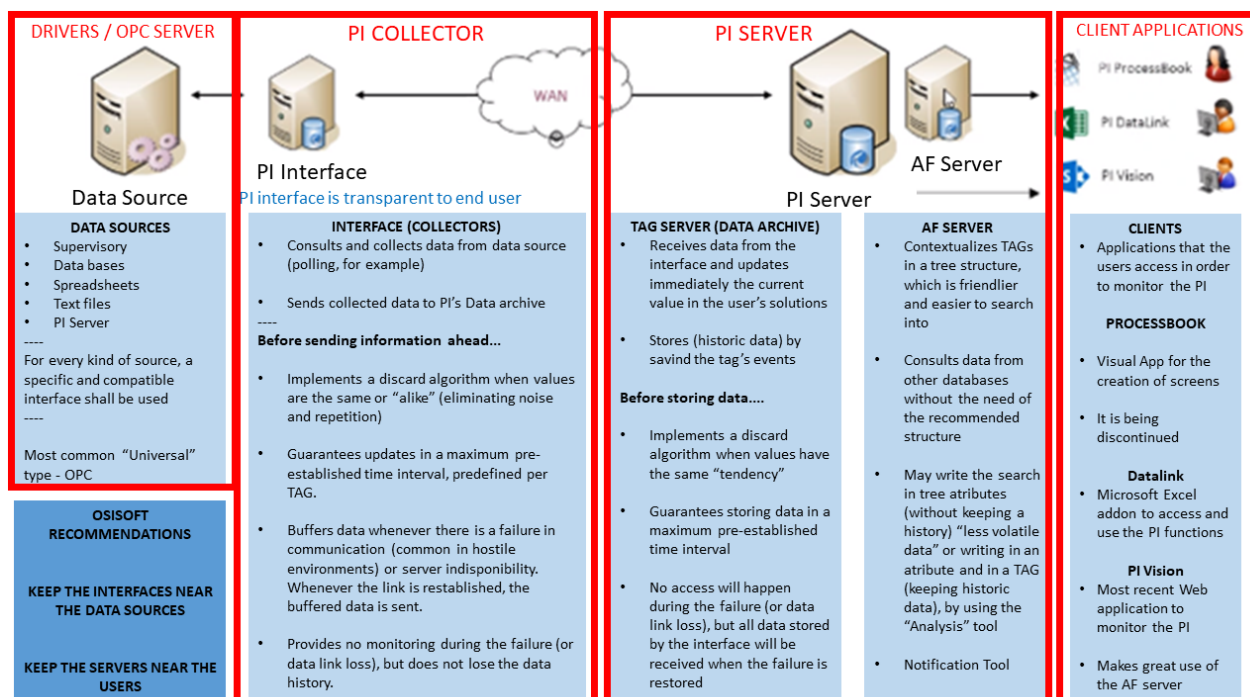 DRIVERS / OPC SERVER
Data Source
DATA SOURCES
• Supervisory
• Data bases
• Spreadsheets
• Text files
• PI Server
----
For every kind of source, a
specific and compatible
interface shall be used
----
Most common “Universal”
type - OPC
OSISOFT
RECOMMENDATIONS
KEEP THE INTERFACES NEAR
THE DATA SOURCES
KEEP THE SERVERS NEAR THE
USERS
PI COLLECTOR
WAN
PI Interface
PI interface is transparent to end user
INTERFACE (COLLECTORS)
• Consults and collects data from data source
(polling, for example)
• Sends collected data to PI’s Data archive
----
Before sending information ahead...
• Implements a discard algorithm when values
are the same or “alike” (eliminating noise
and repetition)
• Guarantees updates in a maximum pre-
established time interval, predefined per
TAG.
• Buffers data whenever there is a failure in
communication (common in hostile
environments) or server indisponibility.
Whenever the link is restablished, the
buffered data is sent.
• Provides no monitoring during the failure (or
data link loss), but does not lose the data
history.
PI SERVER
AF Server
PI Server
TAG SERVER (DATA ARCHIVE)
• Receives data from the
interface and updates
immediately the current
value in the user’s solutions
• Stores (historic data) by
savind the tag’s events
Before storing data....
• Implements a discard
algorithm when values have
the same “tendency”
• Guarantees storing data in a
maximum pre-established
time interval
• No access will happen
during the failure (or data
link loss), but all data stored
by the interface will be
received when the failure is
restored
AF SERVER
• Contextualizes TAGs
in a tree structure,
which is friendlier
and easier to search
into
• Consults data from
other databases
without the need of
the recommended
structure
• May write the search
in tree atributes
(without keeping a
history) “less volatile
data” or writing in an
atribute and in a TAG
(keeping historic
data), by using the
“Analysis” tool
• Notification Tool
CLIENT APPLICATIONS
PI ProcessBook
PI DataLink
PI Vision
CLIENTS
• Applications that the
users access in order
to monitor the PI
PROCESSBOOK
• Visual App for the
creation of screens
• It is being
discontinued
Datalink
• Microsoft Excel
addon to access and
use the PI functions
PI Vision
• Most recent Web
application to
monitor the PI
• Makes great use of
the AF server